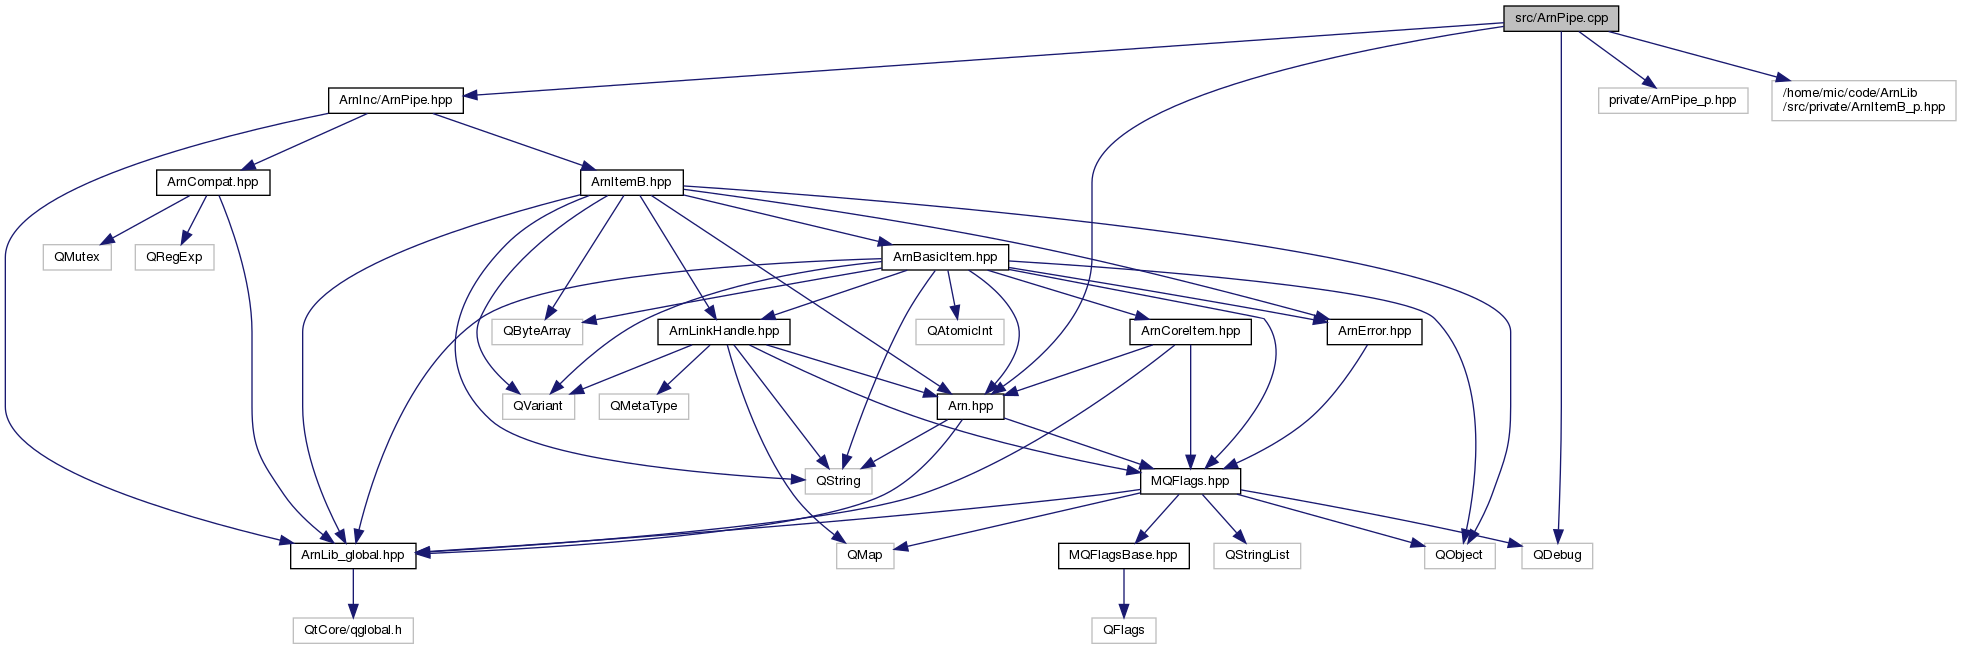 src/ArnPipe.cpp
ArnInc/ArnPipe.hpp
private/ArnPipe_p.hpp
/home/mic/code/ArnLib
/src/private/ArnItemB_p.hpp
ArnCompat.hpp
ArnItemB.hpp
QMutex
QRegExp
ArnBasicItem.hpp
QByteArray
ArnLinkHandle.hpp
QAtomicInt
ArnCoreItem.hpp
ArnError.hpp
QVariant
QMetaType
Arn.hpp
QString
MQFlags.hpp
ArnLib_global.hpp
QMap
MQFlagsBase.hpp
QStringList
QObject
QDebug
QtCore/qglobal.h
QFlags